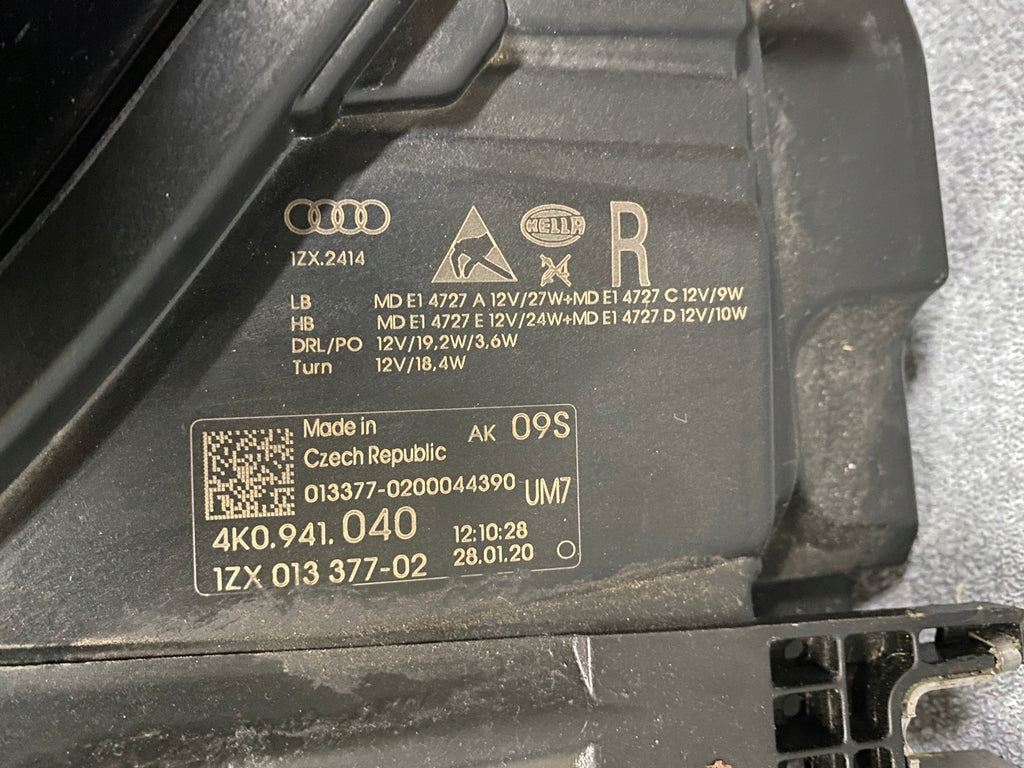 HELLA
R
1ZX.2414
24
LB MD E1 4727 A 12V/27W+MD E1 4727 C 12V/9W
HB MD E1 4727 E 12V/24W+MD E1 4727 D 12V/10W
DRL/PO 12V/19,2W/3,6W
Turn 12V/18,4W
Made in AK 09S
Czech Republic
013377-0200044390 UM7
4K0.941.040 12:10:28
1ZX 013 377-02 28.01.20